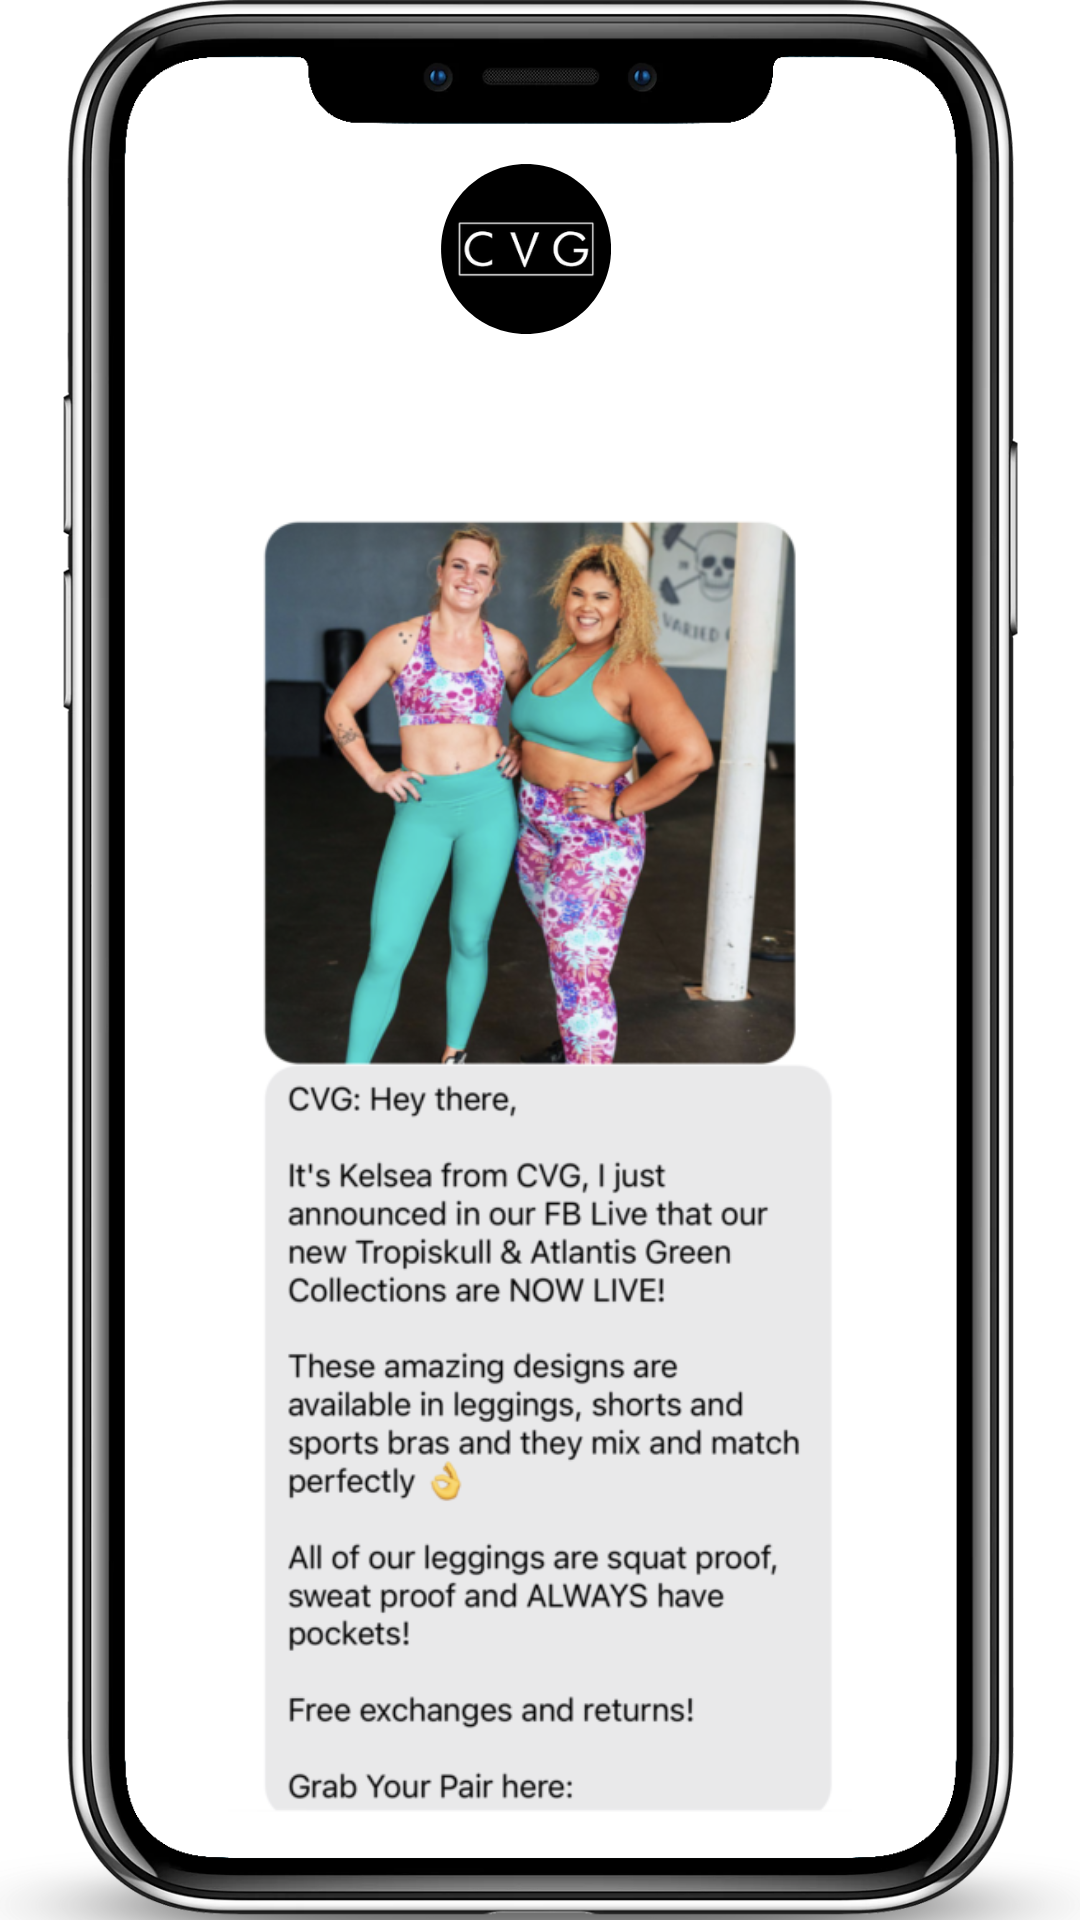 CVG
VARIED
CVG: Hey there,
It's Kelsea from CVG, I just
announced in our FB Live that our
new Tropiskull & Atlantis Green
Collections are NOW LIVE!
These amazing designs are
available in leggings, shorts and
sports bras and they mix and match
perfectly 👌
All of our leggings are squat proof,
sweat proof and ALWAYS have
pockets!
Free exchanges and returns!
Grab Your Pair here: